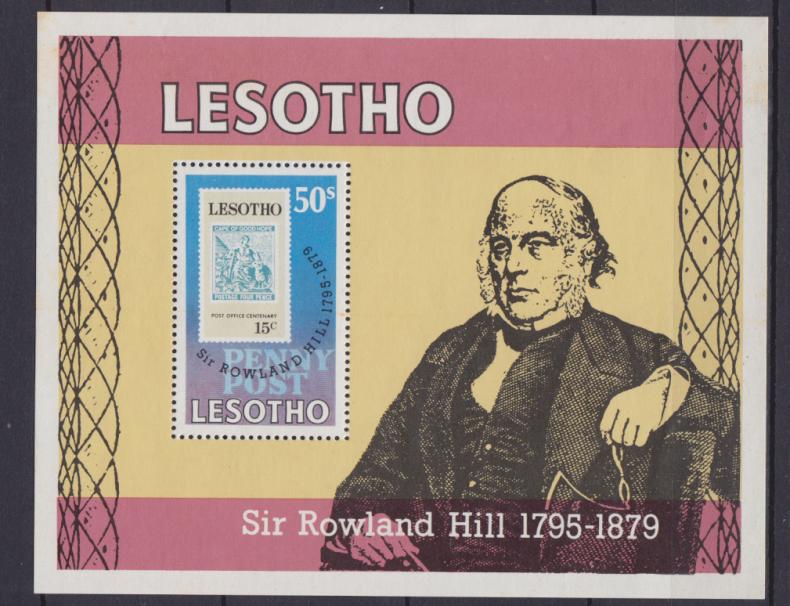 LESOTHO
50s
LESOTHO
CAPE OF GOOD HOPE
POSTAGE FOUR PENCE
POST OFFICE CENTENARY
15c
Sir ROWLAND HILL 1795-1879
PENNY
POST
LESOTHO
Sir Rowland Hill 1795-1879